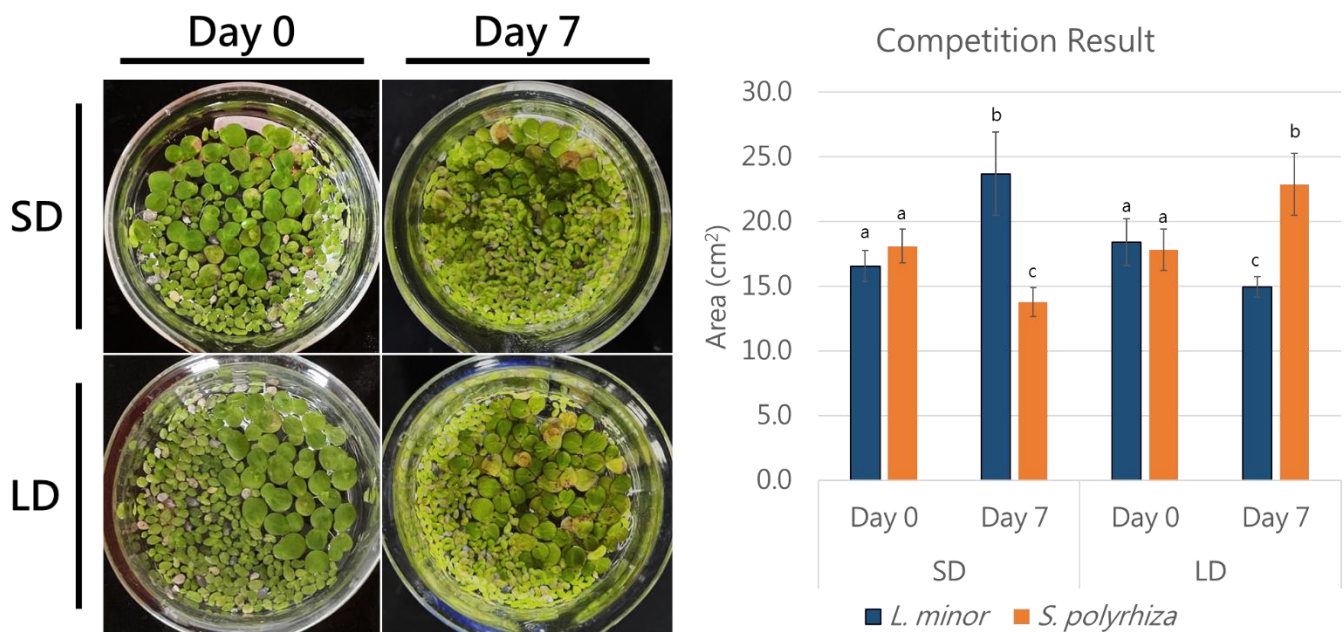 Day 0
Day 7
SD
LD
Competition Result
Area (cm²)
30.0
25.0
20.0
15.0
10.0
5.0
0.0
a
a
b
c
a
a
c
b
Day 0
Day 7
Day 0
Day 7
SD
LD
L. minor
S. polyrhiza